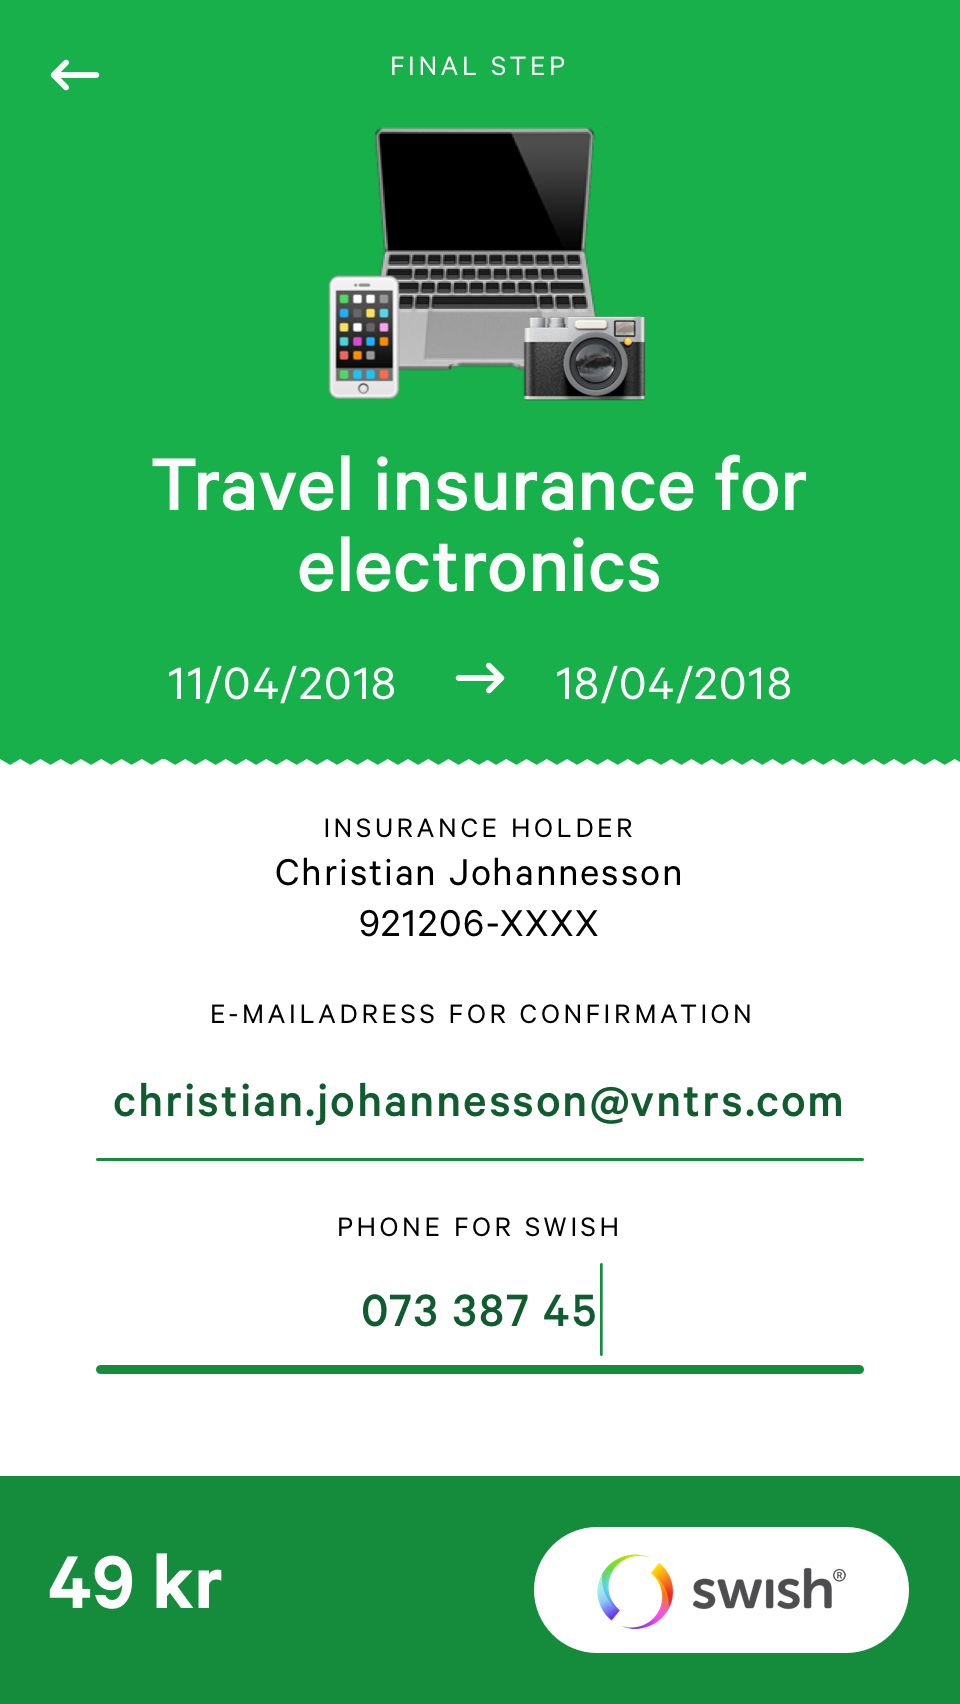 FINAL STEP
Travel insurance for
electronics
11/04/2018 → 18/04/2018
INSURANCE HOLDER
Christian Johannesson
921206-XXXX
E-MAILADRESS FOR CONFIRMATION
christian.johannesson@vntrs.com
PHONE FOR SWISH
073 387 45
49 kr
swish®